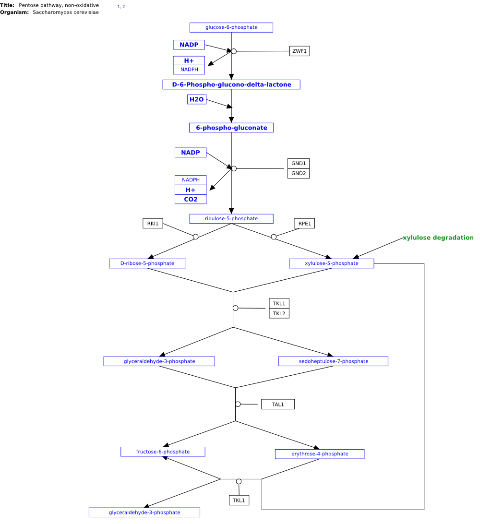 Title: Pentose pathway, non-oxidative
Organism: Saccharomyces cerevisiae
glucose-6-phosphate
NADP
ZWF1
H+
NADPH
D-6-Phospho-glucono-delta-lactone
H2O
6-phospho-gluconate
NADP
GND1
GND2
NADPH
H+
CO2
ribulose-5-phosphate
RKI1
RPE1
xylulose degradation
D-ribose-5-phosphate
xylulose-5-phosphate
TKL1
TKL2
glyceraldehyde-3-phosphate
sedoheptulose-7-phosphate
TAL1
fructose-6-phosphate
erythrose-4-phosphate
TKL1
glyceraldehyde-3-phosphate